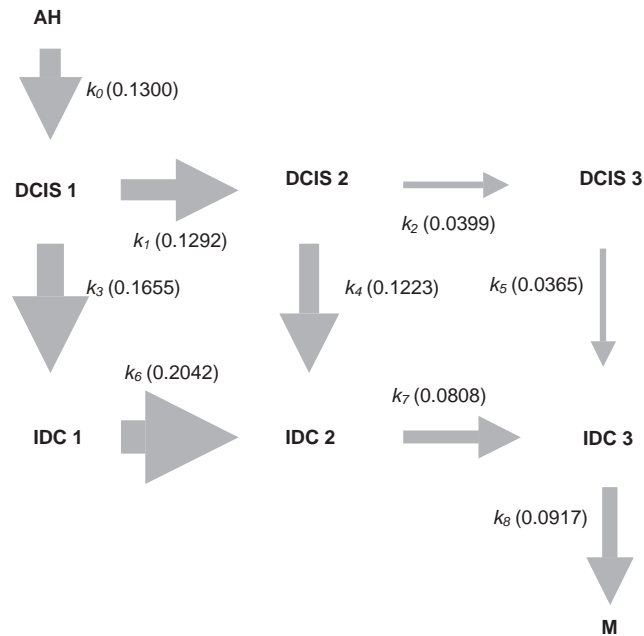 AH
k₀ (0.1300)
DCIS 1
DCIS 2
DCIS 3
k₁ (0.1292)
k₂ (0.0399)
k₃ (0.1655)
k₄ (0.1223)
k₅ (0.0365)
k₆ (0.2042)
k₇ (0.0808)
IDC 1
IDC 2
IDC 3
k₈ (0.0917)
M